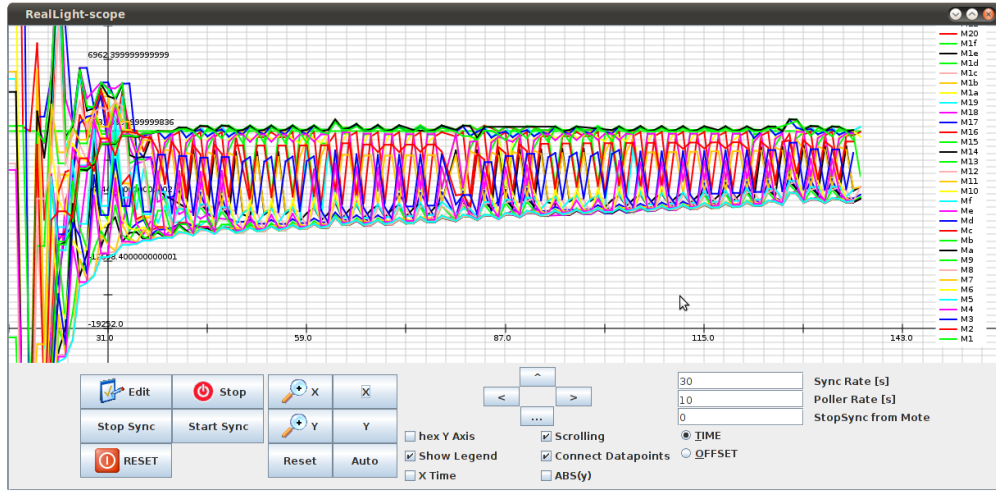 RealLight-scope
M20
M1f
M1e
M1d
M1c
M1b
M1a
M19
M18
M17
M16
M15
M14
M13
M12
M11
M10
Mf
Me
Md
Mc
Mb
Ma
M9
M8
M7
M6
M5
M4
M3
M2
M1
6962.399999999999
-19252.0
31.0
59.0
87.0
115.0
143.0
Edit
Stop
X
X
Stop Sync
Start Sync
Y
Y
RESET
Reset
Auto
^
<
>
...
hex Y Axis
Show Legend
X Time
Scrolling
Connect Datapoints
ABS(y)
30
Sync Rate [s]
10
Poller Rate [s]
0
StopSync from Mote
TIME
OFFSET